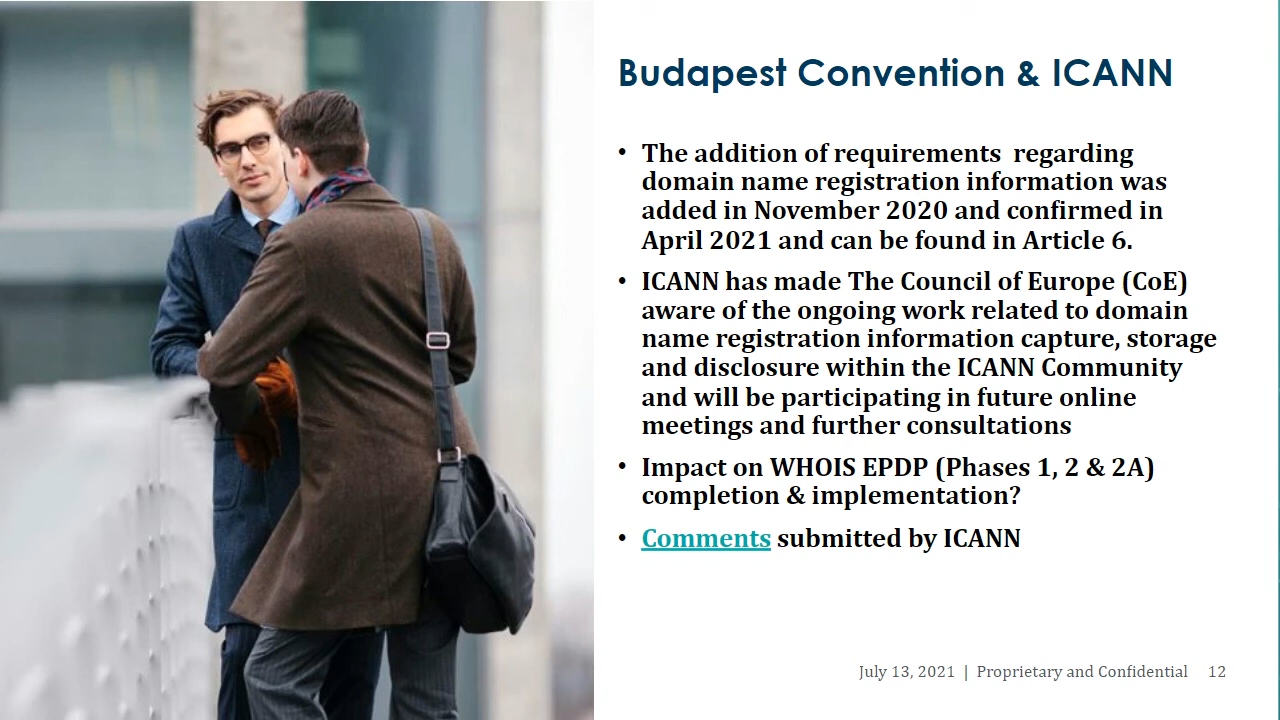 Budapest Convention & ICANN
• The addition of requirements  regarding
domain name registration information was
added in November 2020 and confirmed in
April 2021 and can be found in Article 6.
• ICANN has made The Council of Europe (CoE)
aware of the ongoing work related to domain
name registration information capture, storage
and disclosure within the ICANN Community
and will be participating in future online
meetings and further consultations
• Impact on WHOIS EPDP (Phases 1, 2 & 2A)
completion & implementation?
• Comments submitted by ICANN
July 13, 2021 | Proprietary and Confidential 12